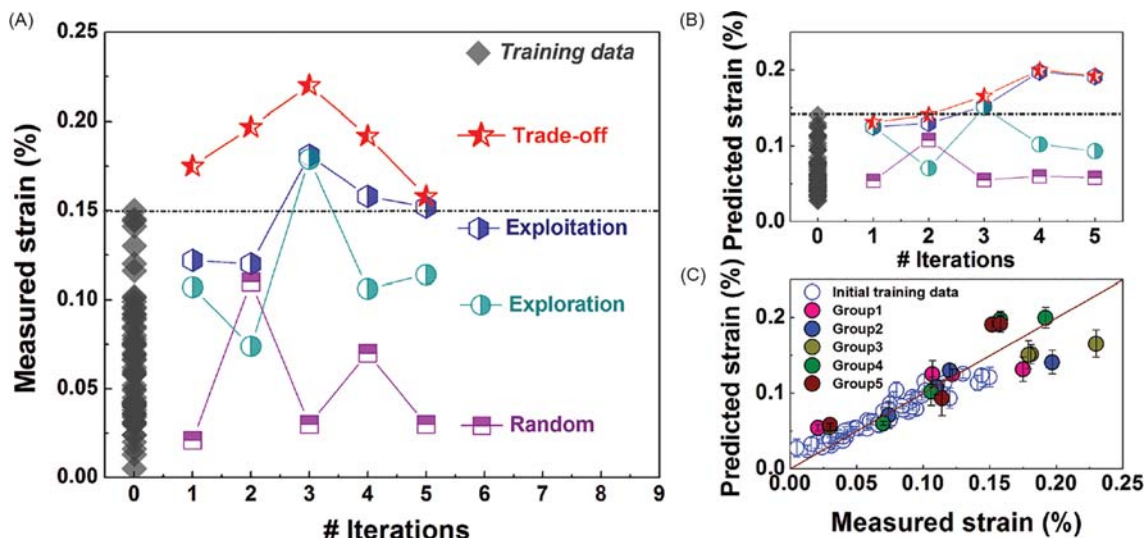 (A)
Measured strain (%)
0.25
0.20
0.15
0.10
0.05
0.00
Training data
Trade-off
Exploitation
Exploration
Random
0 1 2 3 4 5 6 7 8 9
# Iterations
(B)
Predicted strain (%)
0.2
0.1
0.0
0 1 2 3 4 5
# Iterations
(C)
Predicted strain (%)
0.2
0.1
0.0
Initial training data
Group1
Group2
Group3
Group4
Group5
0.00 0.05 0.10 0.15 0.20 0.25
Measured strain (%)